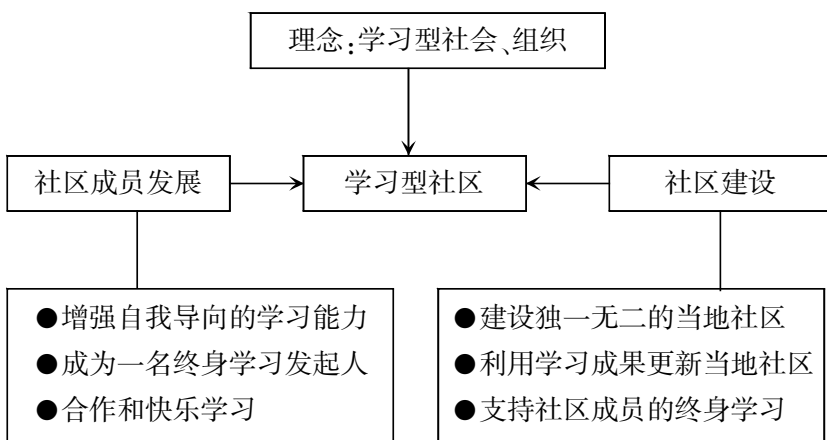 理念:学习型社会、组织
社区成员发展
学习型社区
社区建设
●增强自我导向的学习能力
●成为一名终身学习发起人
●合作和快乐学习
●建设独一无二的当地社区
●利用学习成果更新当地社区
●支持社区成员的终身学习